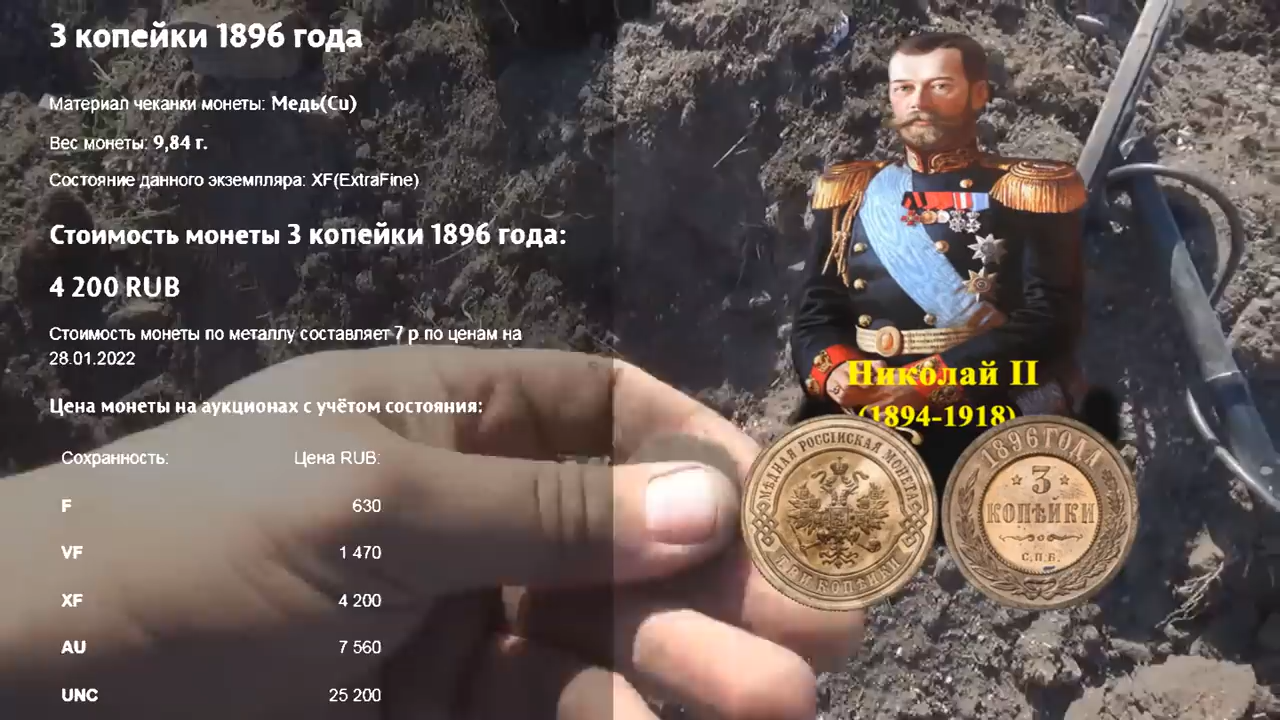 3 копейки 1896 года
Материал чеканки монеты: Медь(Cu)
Вес монеты: 9,84 г.
Состояние данного экземпляра: XF(ExtraFine)
Стоимость монеты 3 копейки 1896 года:
4 200 RUB
Стоимость монеты по металлу составляет 7 р по ценам на
28.01.2022
Цена монеты на аукционах с учётом состояния:
Сохранность: Цена RUB:
F 630
VF 1 470
XF 4 200
AU 7 560
UNC 25 200
Николай II
(1894-1918)
МѢДНАЯ РОССІЙСКАЯ МОНЕТА
ТРИ КОПѢЙКИ
1896 ГОДА
3
КОПѢЙКИ
С.П.Б.